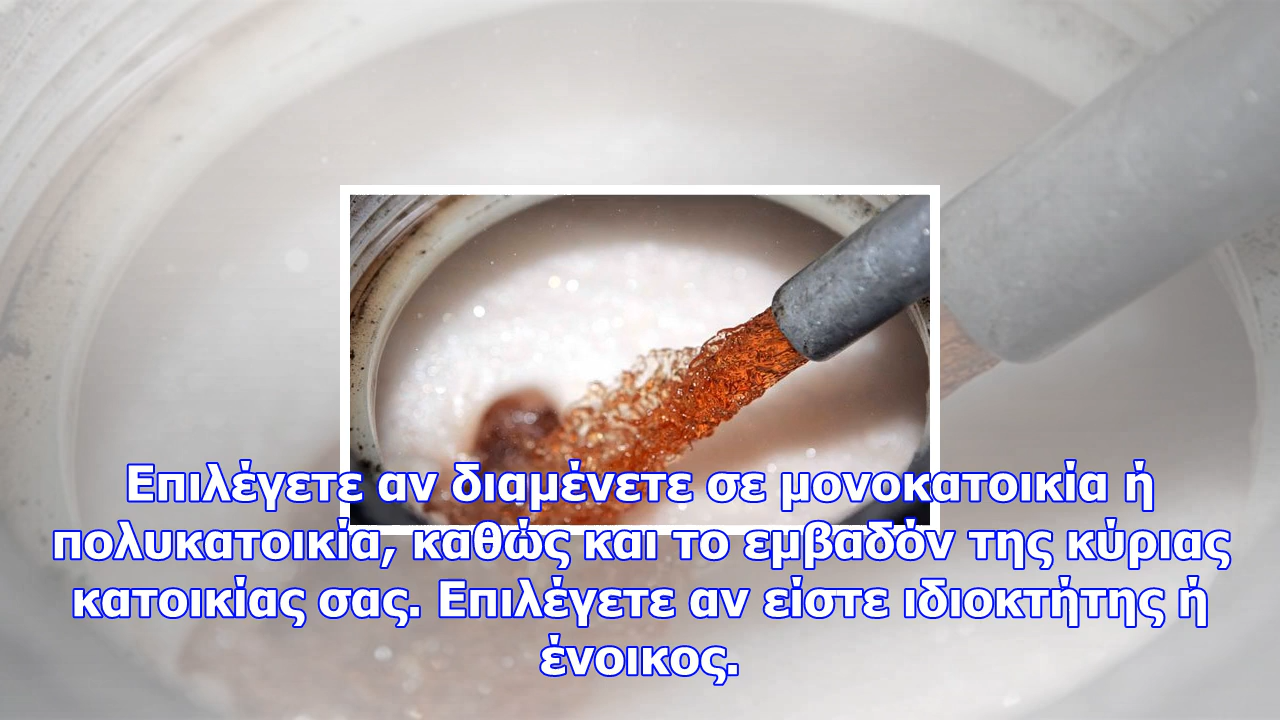 Επιλέγετε αν διαμένετε σε μονοκατοικία ή
πολυκατοικία, καθώς και το εμβαδόν της κύριας
κατοικίας σας. Επιλέγετε αν είστε ιδιοκτήτης ή
ένοικος.